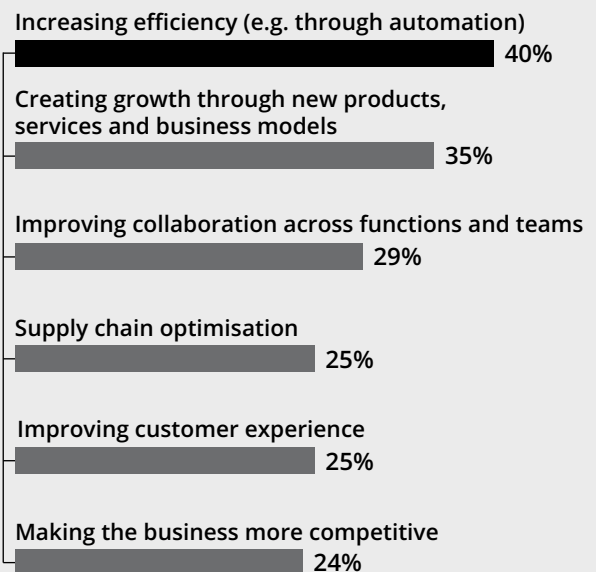 Increasing efficiency (e.g. through automation)
40%
Creating growth through new products,
services and business models
35%
Improving collaboration across functions and teams
29%
Supply chain optimisation
25%
Improving customer experience
25%
Making the business more competitive
24%